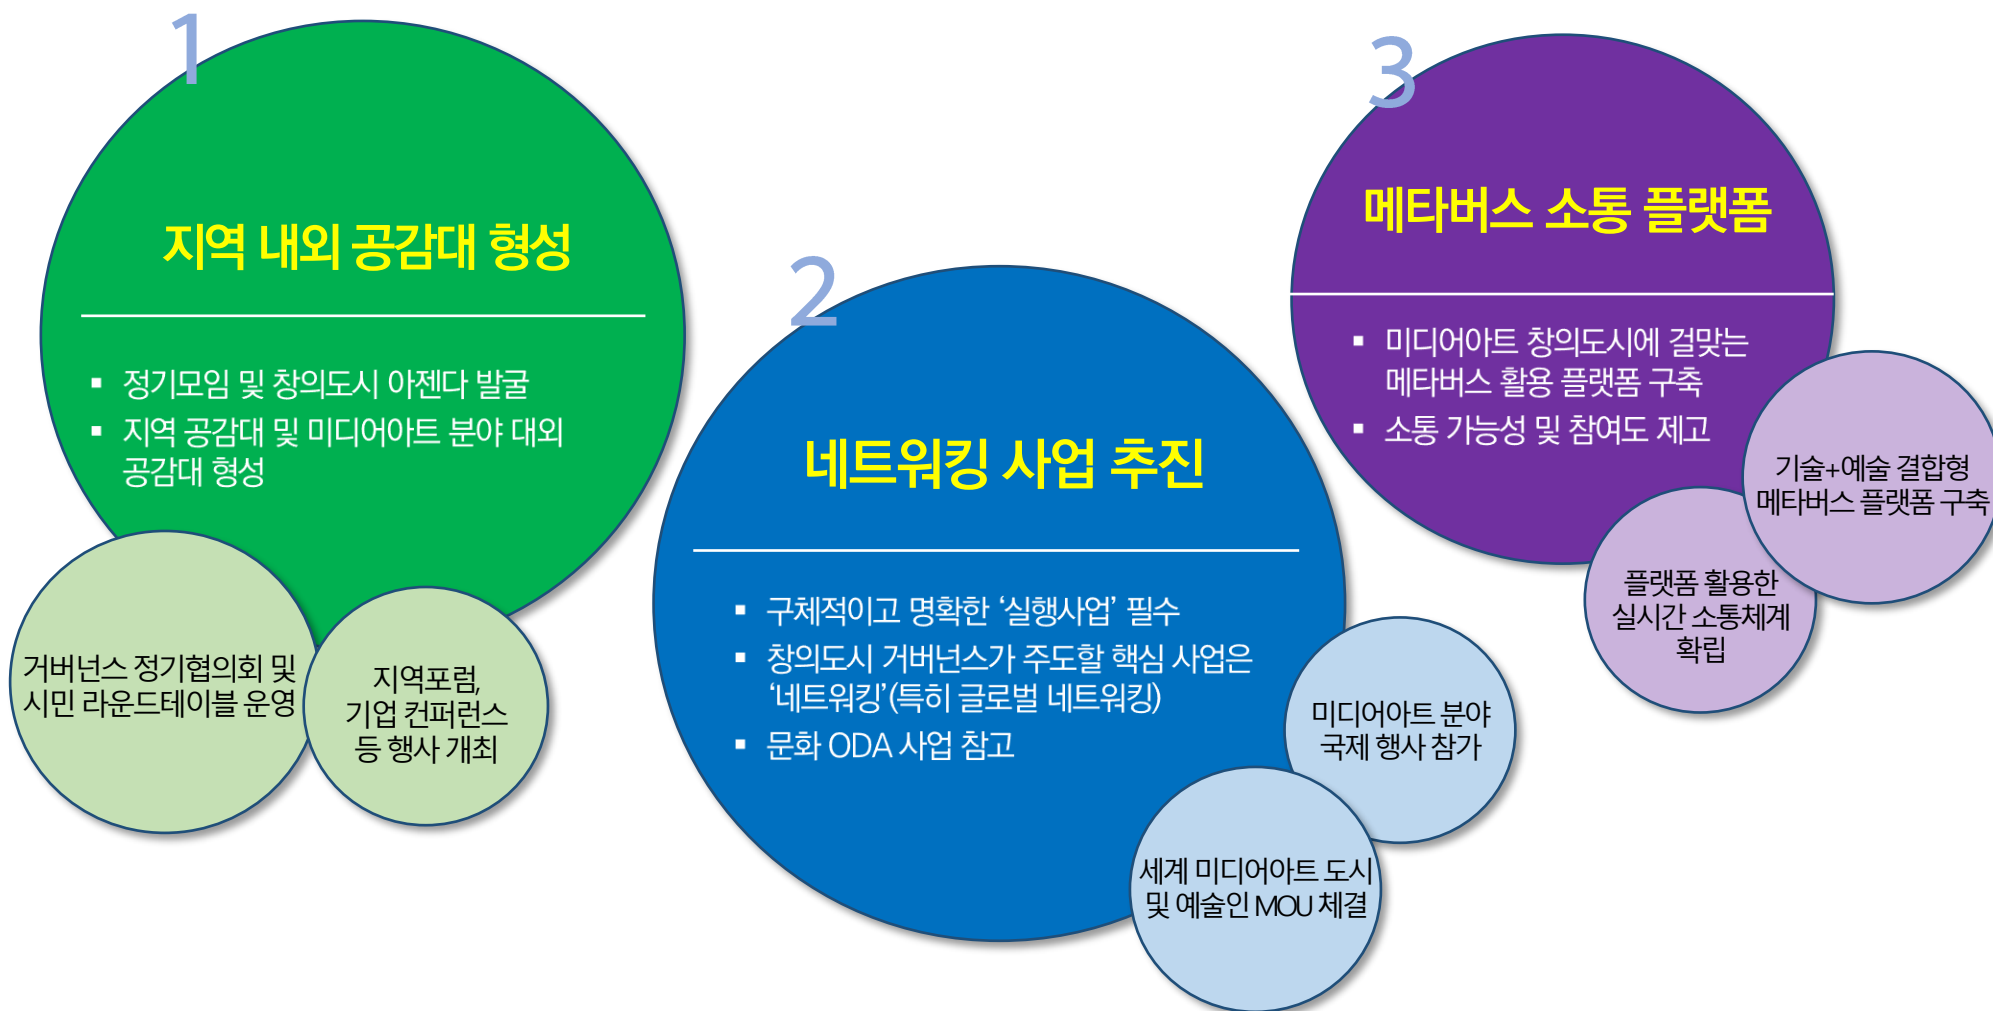 1
지역 내외 공감대 형성
▪ 정기모임 및 창의도시 아젠다 발굴
▪ 지역 공감대 및 미디어아트 분야 대외
공감대 형성
거버넌스 정기협의회 및
시민 라운드테이블 운영
지역포럼,
기업 컨퍼런스
등 행사 개최
2
네트워킹 사업 추진
▪ 구체적이고 명확한 ‘실행사업’ 필수
▪ 창의도시 거버넌스가 주도할 핵심 사업은
‘네트워킹’(특히 글로벌 네트워킹)
▪ 문화 ODA 사업 참고
미디어아트 분야
국제 행사 참가
세계 미디어아트 도시
및 예술인 MOU 체결
3
메타버스 소통 플랫폼
▪ 미디어아트 창의도시에 걸맞는
메타버스 활용 플랫폼 구축
▪ 소통 가능성 및 참여도 제고
기술+예술 결합형
메타버스 플랫폼 구축
플랫폼 활용한
실시간 소통체계
확립